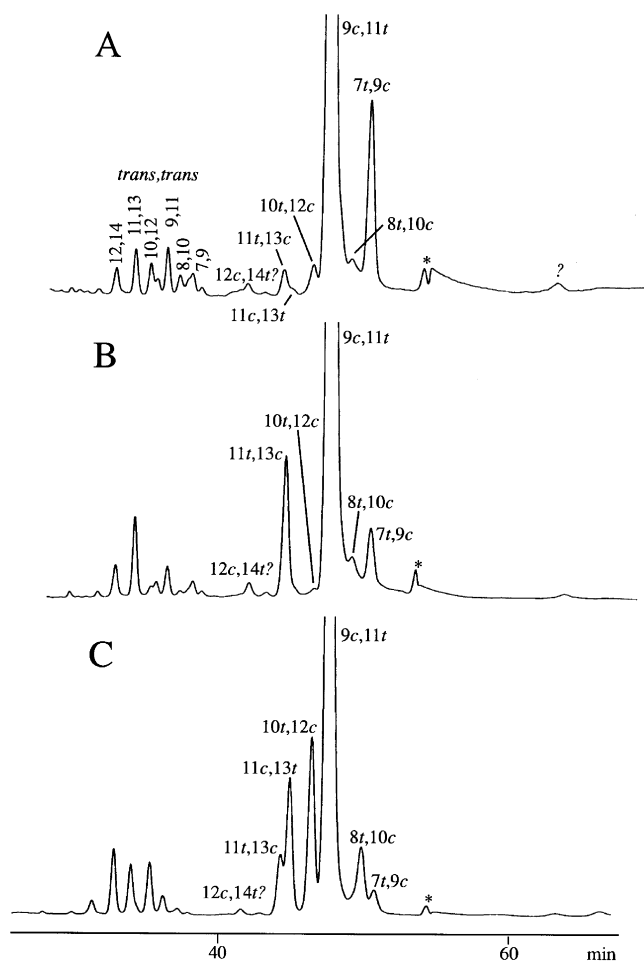 A
9c,11t
7t,9c
trans,trans
12,14
11,13
10,12
9,11
8,10
7,9
10t,12c
8t,10c
11t,13c
12c,14t?
11c,13t
*
?
B
9c,11t
10t,12c
11t,13c
8t,10c
7t,9c
12c,14t?
*
C
9c,11t
10t,12c
11c,13t
11t,13c
8t,10c
7t,9c
12c,14t?
*
40
60
min